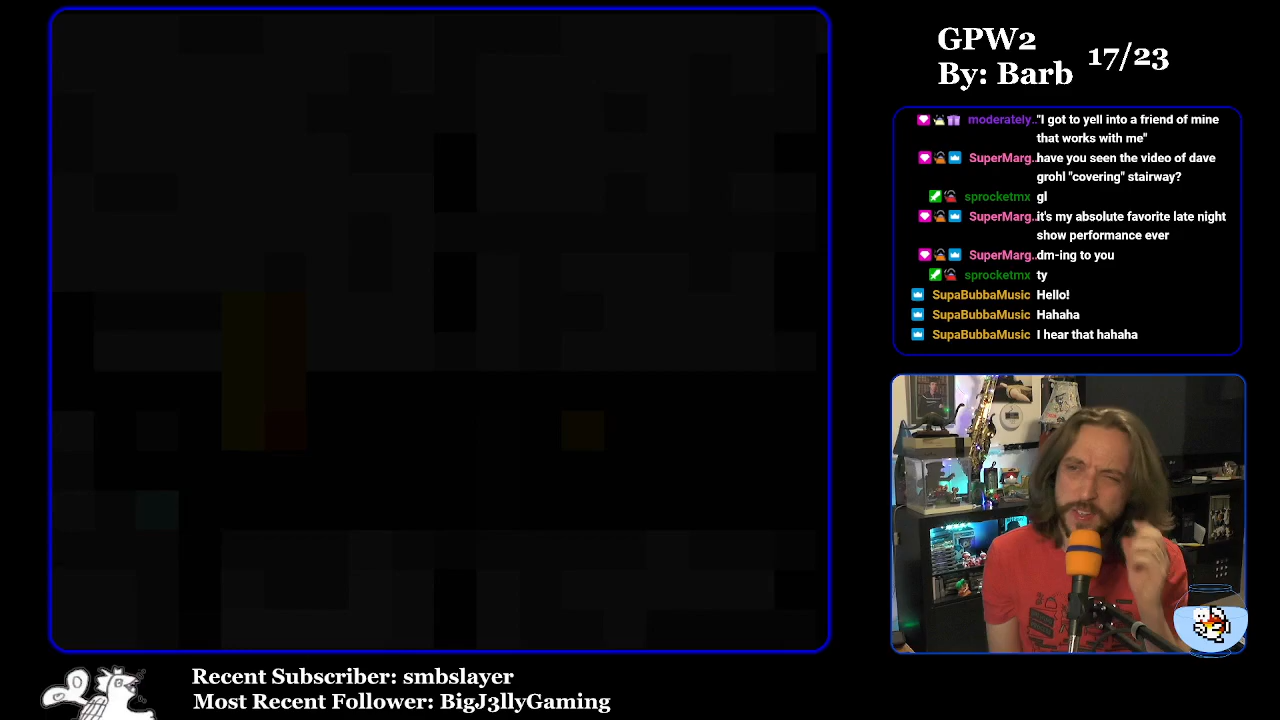 GPW2
By: Barb
17/23
moderately.. "I got to yell into a friend of mine
that works with me"
SuperMarg.. have you seen the video of dave
grohl "covering" stairway?
sprocketmx gl
SuperMarg.. it's my absolute favorite late night
show performance ever
SuperMarg.. dm-ing to you
sprocketmx ty
SupaBubbaMusic Hello!
SupaBubbaMusic Hahaha
SupaBubbaMusic I hear that hahaha
Recent Subscriber: smbslayer
Most Recent Follower: BigJ3llyGaming